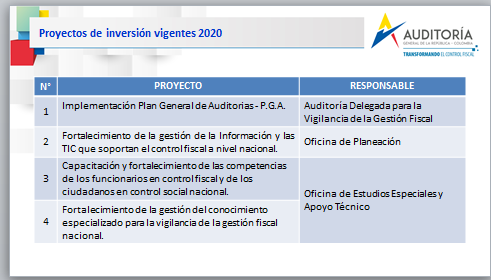 Proyectos de inversión vigentes 2020
AUDITORÍA
GENERAL DE LA REPÚBLICA - COLOMBIA
TRANSFORMANDO EL CONTROL FISCAL
N° PROYECTO RESPONSABLE
1 Implementación Plan General de Auditorias - P.G.A. Auditoría Delegada para la
Vigilancia de la Gestión Fiscal
2 Fortalecimiento de la gestión de la Información y las
TIC que soportan el control fiscal a nivel nacional. Oficina de Planeación
3 Capacitación y fortalecimiento de las competencias
de los funcionarios en control fiscal y de los
ciudadanos en control social nacional.
Oficina de Estudios Especiales y
Apoyo Técnico
4 Fortalecimiento de la gestión del conocimiento
especializado para la vigilancia de la gestión fiscal
nacional.